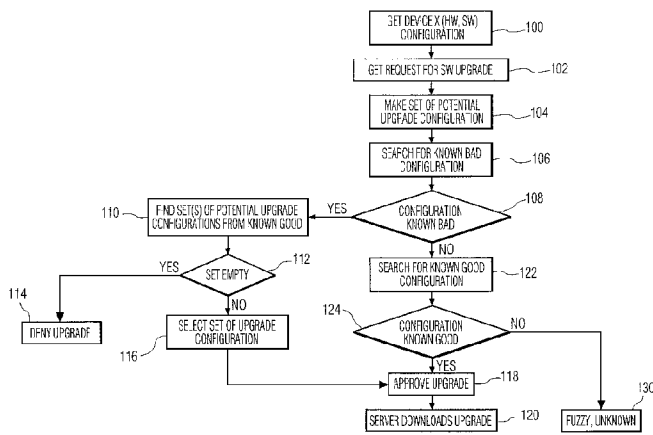 GET DEVICE X (HW, SW)
CONFIGURATION
100
GET REQUEST FOR SW UPGRADE
102
MAKE SET OF POTENTIAL
UPGRADE CONFIGURATION
104
SEARCH FOR KNOWN BAD
CONFIGURATION
106
110
FIND SET(S) OF POTENTIAL UPGRADE
CONFIGURATIONS FROM KNOWN GOOD
YES
CONFIGURATION
KNOWN BAD
108
NO
YES
SET EMPTY
112
SEARCH FOR KNOWN GOOD
CONFIGURATION
122
114
DENY UPGRADE
NO
116
SELECT SET OF UPGRADE
CONFIGURATION
124
CONFIGURATION
KNOWN GOOD
NO
YES
APPROVE UPGRADE
118
130
SERVER DOWNLOADS UPGRADE
120
FUZZY, UNKNOWN